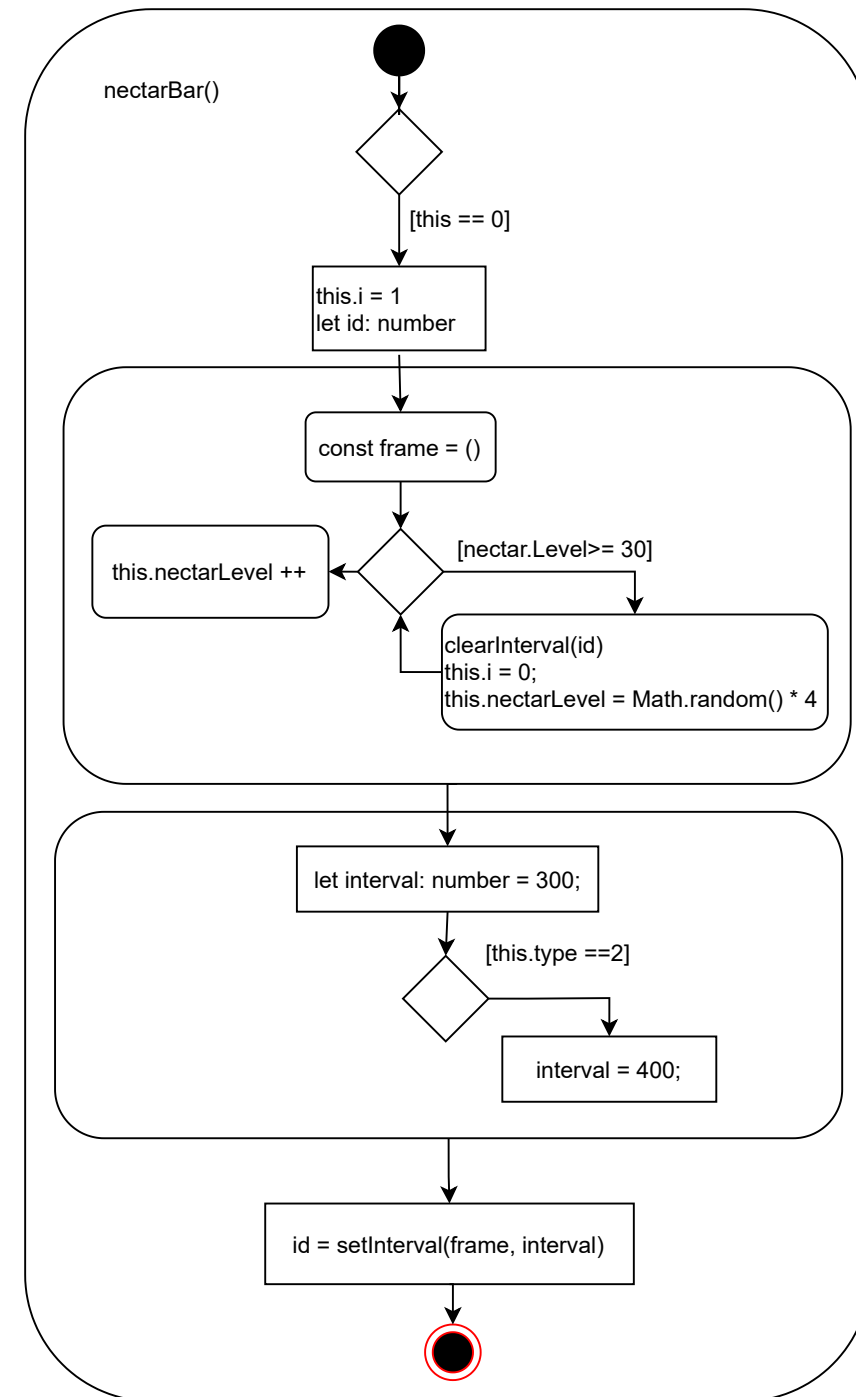 nectarBar()
[this == 0]
this.i = 1
let id: number
const frame = ()
[nectar.Level>= 30]
this.nectarLevel ++
clearInterval(id)
this.i = 0;
this.nectarLevel = Math.random() * 4
let interval: number = 300;
[this.type ==2]
interval = 400;
id = setInterval(frame, interval)